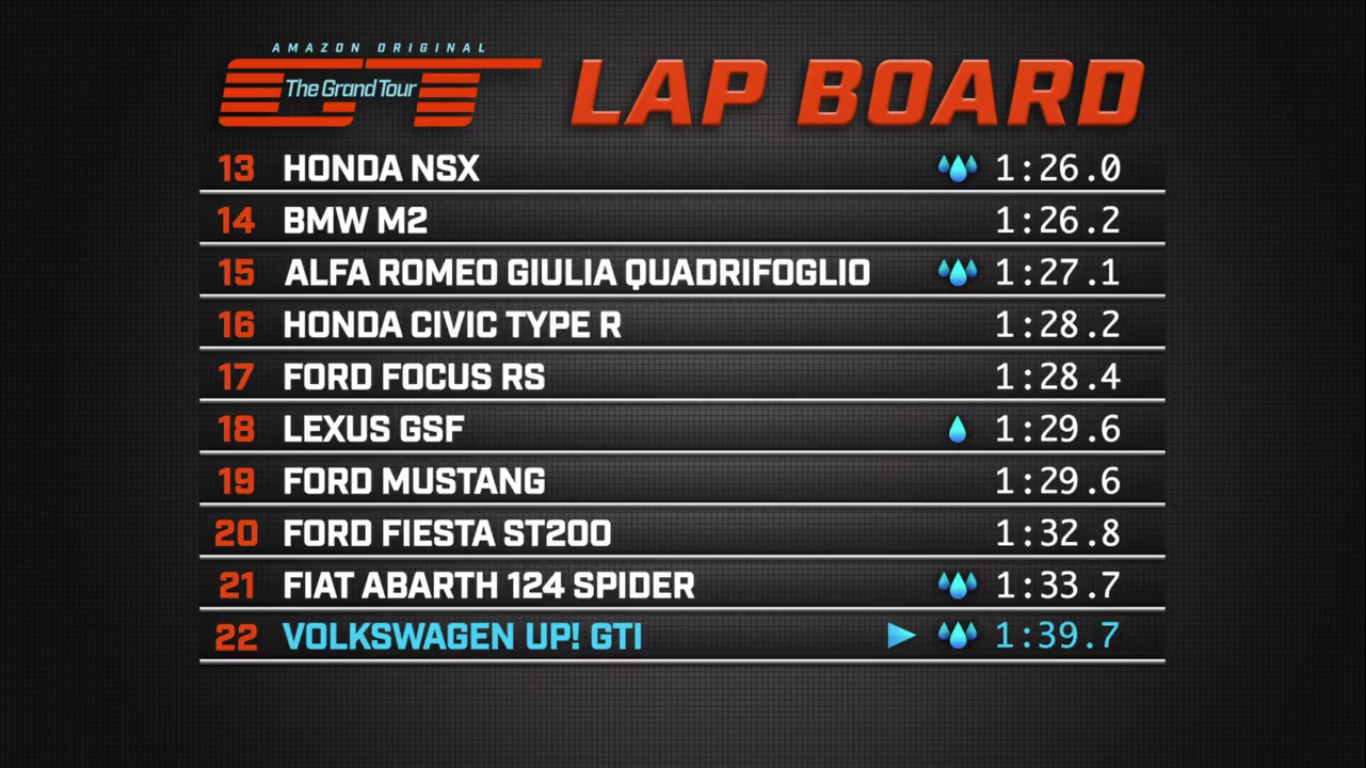 AMAZON ORIGINAL
The Grand Tour
LAP BOARD
13 HONDA NSX 1:26.0
14 BMW M2 1:26.2
15 ALFA ROMEO GIULIA QUADRIFOGLIO 1:27.1
16 HONDA CIVIC TYPE R 1:28.2
17 FORD FOCUS RS 1:28.4
18 LEXUS GSF 1:29.6
19 FORD MUSTANG 1:29.6
20 FORD FIESTA ST200 1:32.8
21 FIAT ABARTH 124 SPIDER 1:33.7
22 VOLKSWAGEN UP! GTI 1:39.7